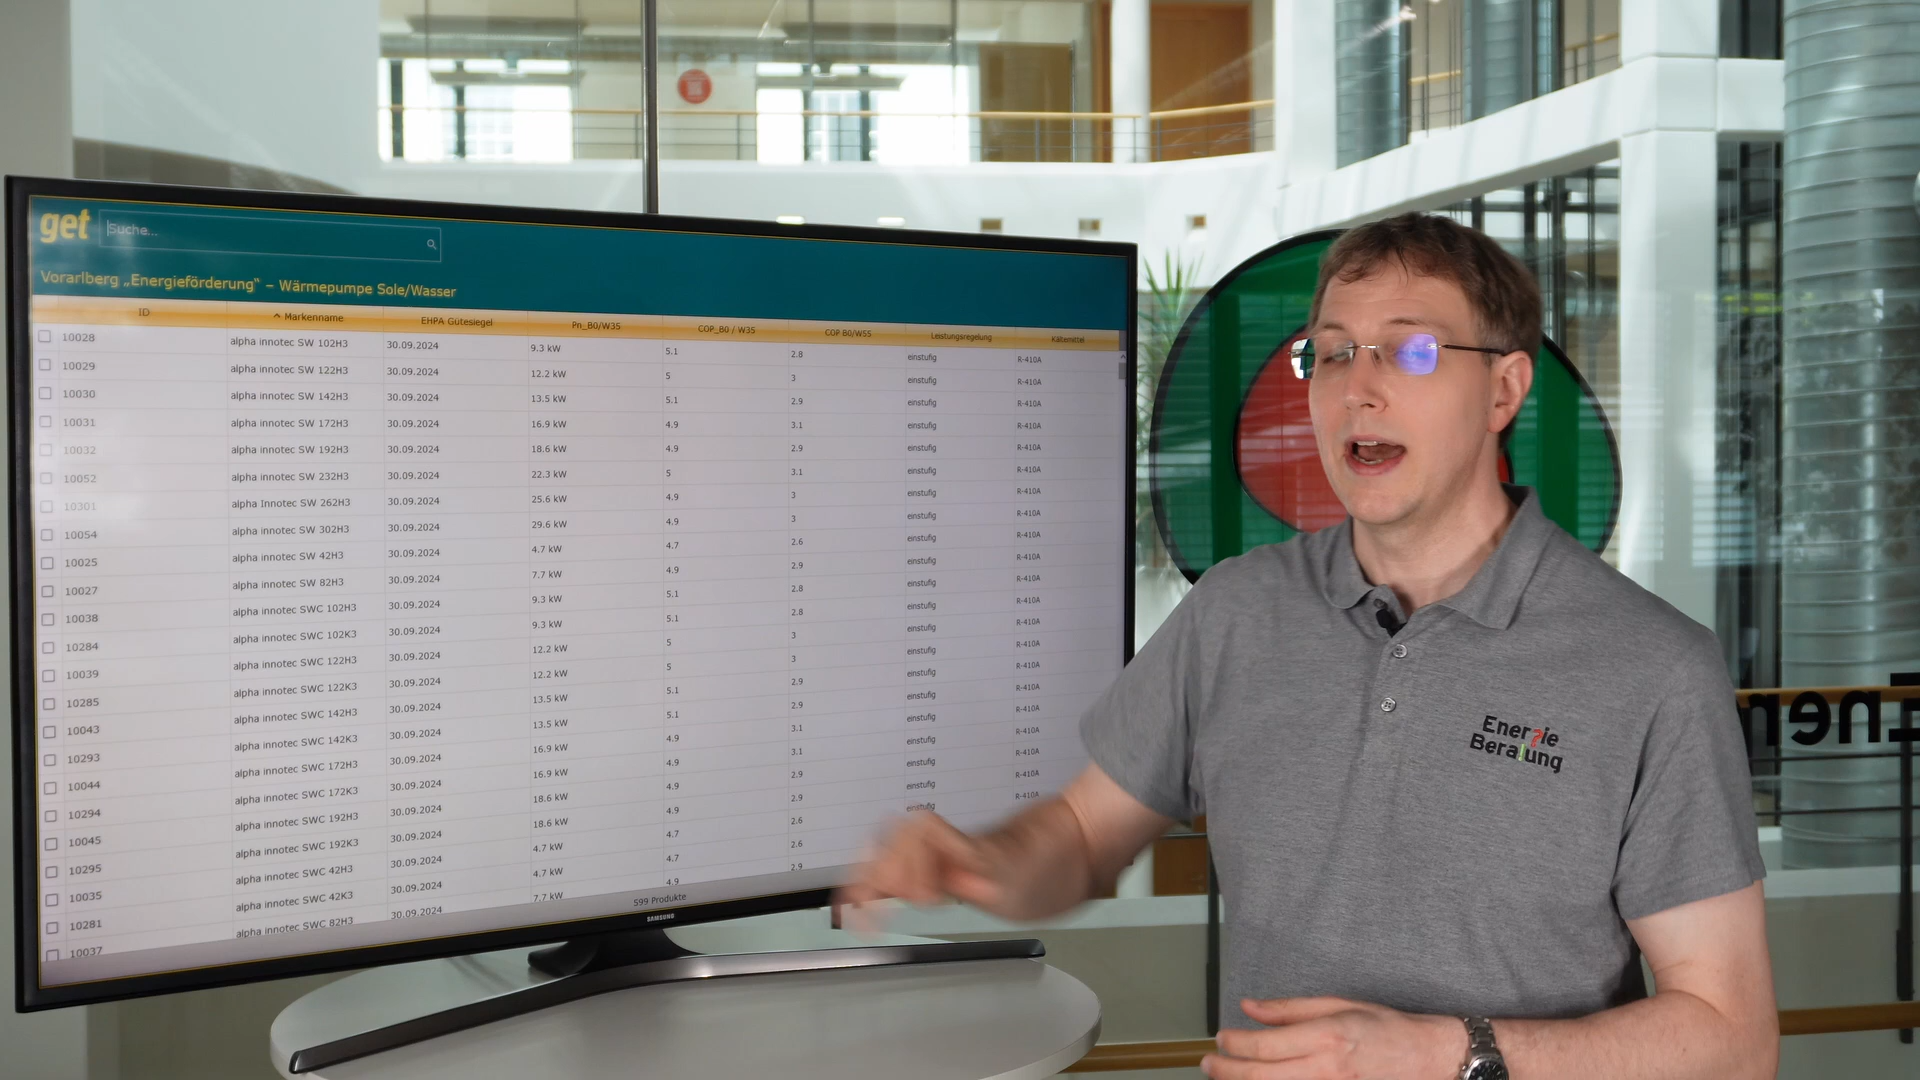 get
Suche...
Vorarlberg „Energieförderung“ – Wärmepumpe Sole/Wasser
ID Markenname EHPA Gütesiegel Pn_B0/W35 COP_B0 / W35 COP B0/W55 Leistungsregelung Kältemittel
10028 alpha innotec SW 102H3 30.09.2024 9.3 kW 5.1 2.8 einstufig R-410A
10029 alpha innotec SW 122H3 30.09.2024 12.2 kW 5 3 einstufig R-410A
10030 alpha innotec SW 142H3 30.09.2024 13.5 kW 5.1 2.9 einstufig R-410A
10031 alpha innotec SW 172H3 30.09.2024 16.9 kW 4.9 3.1 einstufig R-410A
10032 alpha innotec SW 192H3 30.09.2024 18.6 kW 4.9 2.9 einstufig R-410A
10052 alpha innotec SW 232H3 30.09.2024 22.3 kW 5 3.1 einstufig R-410A
10301 alpha Innotec SW 262H3 30.09.2024 25.6 kW 4.9 3 einstufig R-410A
10054 alpha innotec SW 302H3 30.09.2024 29.6 kW 4.9 3 einstufig R-410A
10025 alpha innotec SW 42H3 30.09.2024 4.7 kW 4.7 2.6 einstufig R-410A
10027 alpha innotec SW 82H3 30.09.2024 7.7 kW 4.9 2.9 einstufig R-410A
10038 alpha innotec SWC 102H3 30.09.2024 9.3 kW 5.1 2.8 einstufig R-410A
10284 alpha innotec SWC 102K3 30.09.2024 9.3 kW 5.1 2.8 einstufig R-410A
10039 alpha innotec SWC 122H3 30.09.2024 12.2 kW 5 3 einstufig R-410A
10285 alpha innotec SWC 122K3 30.09.2024 12.2 kW 5 3 einstufig R-410A
10043 alpha innotec SWC 142H3 30.09.2024 13.5 kW 5.1 2.9 einstufig R-410A
10293 alpha innotec SWC 142K3 30.09.2024 13.5 kW 5.1 2.9 einstufig R-410A
10044 alpha innotec SWC 172H3 30.09.2024 16.9 kW 4.9 3.1 einstufig R-410A
10294 alpha innotec SWC 172K3 30.09.2024 16.9 kW 4.9 3.1 einstufig R-410A
10045 alpha innotec SWC 192H3 30.09.2024 18.6 kW 4.9 2.9 einstufig R-410A
10295 alpha innotec SWC 192K3 30.09.2024 18.6 kW 4.9 2.9 einstufig R-410A
10035 alpha innotec SWC 42H3 30.09.2024 4.7 kW 4.7 2.6 einstufig R-410A
10281 alpha innotec SWC 42K3 30.09.2024 4.7 kW 4.7 2.6
10037 alpha innotec SWC 82H3 30.09.2024 7.7 kW 4.9 2.9
599 Produkte
SAMSUNG
Ener?ie
Bera!ung